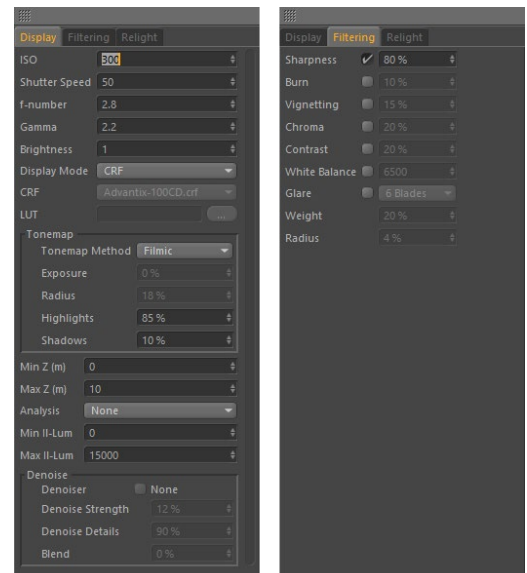 Display Filtering Relight
ISO 300
Shutter Speed 50
f-number 2.8
Gamma 2.2
Brightness 1
Display Mode CRF
CRF Advantix-100CD.crf
LUT ...
Tonemap
Tonemap Method Filmic
Exposure 0 %
Radius 18 %
Highlights 85 %
Shadows 10 %
Min Z (m) 0
Max Z (m) 10
Analysis None
Min Il-Lum 0
Max Il-Lum 15000
Denoise
Denoiser None
Denoise Strength 12 %
Denoise Details 90 %
Blend 0 %
Display Filtering Relight
Sharpness 80 %
Burn 10 %
Vignetting 15 %
Chroma 20 %
Contrast 20 %
White Balance 6500
Glare 6 Blades
Weight 20 %
Radius 4 %